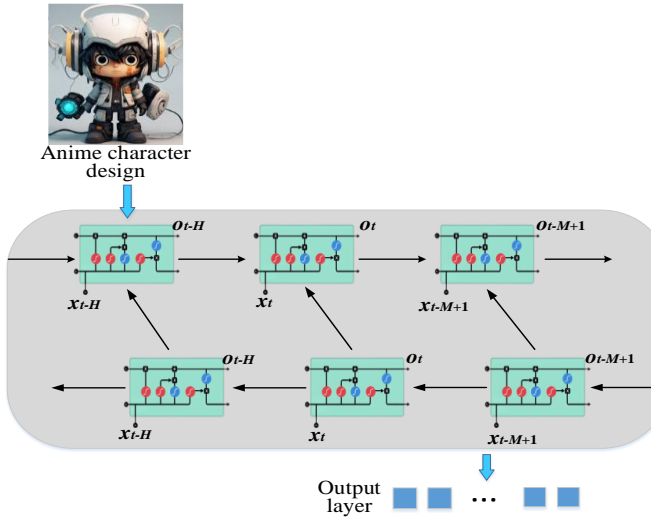 Anime character
design
Ot-H
Ot
Ot-M+1
xt-H
xt
xt-M+1
Ot-H
Ot
Ot-M+1
xt-H
xt
xt-M+1
Output
layer
...